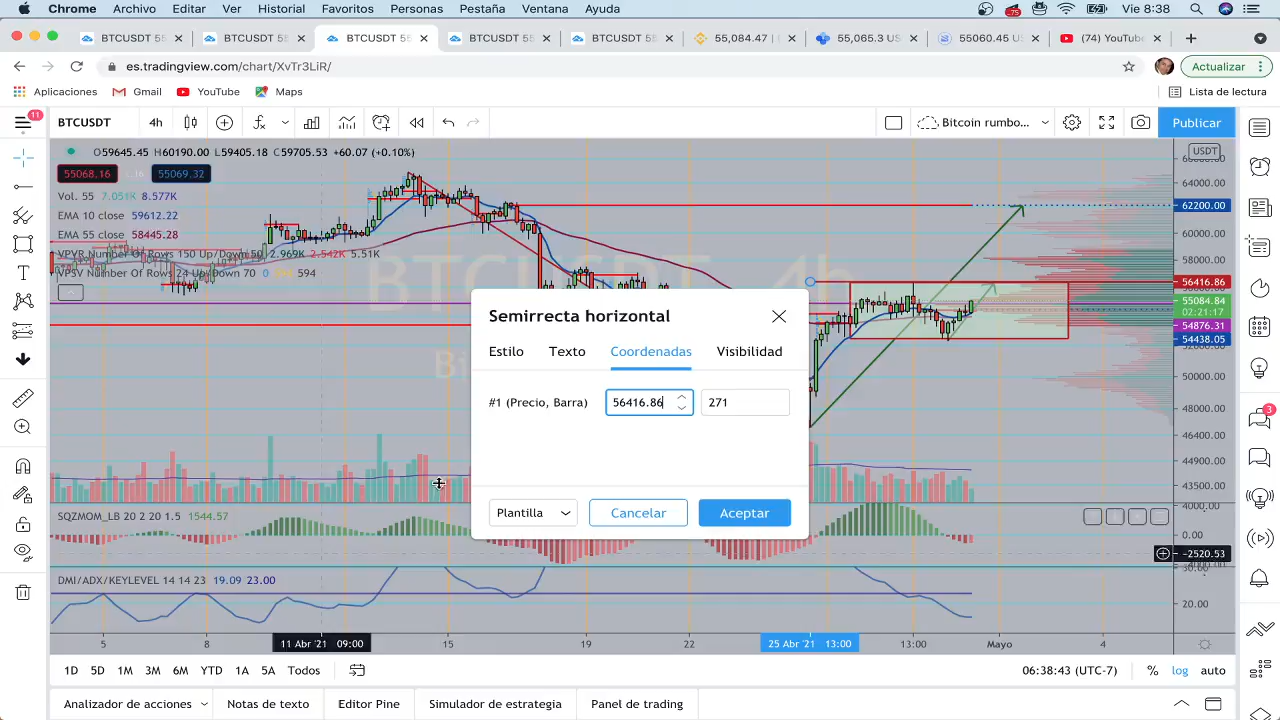 Chrome Archivo Editar Ver Historial Favoritos Personas Pestaña Ventana Ayuda .75 Vie 8:38
BTCUSDT 55 BTCUSDT 55 BTCUSDT 55 BTCUSDT 55 BTCUSDT 55 55,084.47 | 55,065.3 US 55060.45 US (74) YouTube
es.tradingview.com/chart/XvTr3LiR/ Actualizar
Aplicaciones Gmail YouTube Maps Lista de lectura
11 BTCUSDT 4h Bitcoin rumbo... Publicar
O59645.45 H60190.00 L59405.18 C59705.53 +60.07 (+0.10%) USDT
55068.16 55069.32
64000.00
Vol. 55 7.051K 8.577K
62200.00
EMA 10 close 59612.22
EMA 55 close 58445.28
60000.00
VPVR Number Of Rows 150 Up/Down 50 2.969K 2.542K 5.51K
58000.00
VPSV Number Of Rows 24 Up/Down 70 0 594
BTCUSDT 4h
56416.86
55084.84
02:21:17
54876.31
54438.05
50000.00
48000.00
46400.00
44900.00
43500.00
Semirrecta horizontal
Estilo Texto Coordenadas Visibilidad
#1 (Precio, Barra) 56416.86 271
Plantilla Cancelar Aceptar
3
SQZMOM_LB 20 2 20 1.5 1544.57
4000.00
0.00
-2520.53
DMI/ADX/KEYLEVEL 14 14 23 19.09 23.00
20.00
5 8 11 Abr '21 09:00 15 19 22 25 Abr '21 13:00 13:00 Mayo 4
1D 5D 1M 3M 6M YTD 1A 5A Todos 06:38:43 (UTC-7) % log auto
Analizador de acciones Notas de texto Editor Pine Simulador de estrategia Panel de trading